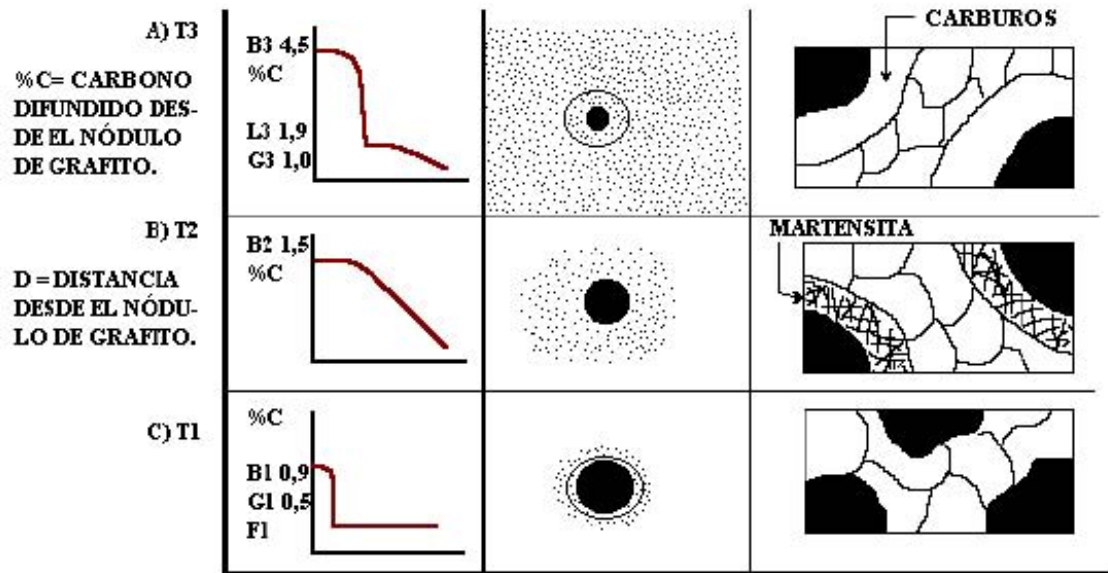 A) T3
%C= CARBONO
DIFUNDIDO DES-
DE EL NÓDULO
DE GRAFITO.
B3 4,5
%C
L3 1,9
G3 1,0
CARBUROS
B) T2
D = DISTANCIA
DESDE EL NÓDU-
LO DE GRAFITO.
B2 1,5
%C
MARTENSITA
C) T1
%C
B1 0,9
G1 0,5
F1